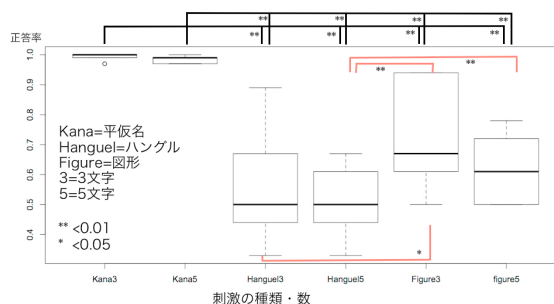 ** ** ** **
** ** ** **
正答率
** **
1.0
0.9
0.8
0.7
0.6
0.5
0.4
Kana=平仮名
Hanguel=ハングル
Figure=図形
3=3文字
5=5文字
** <0.01
* <0.05
*
Kana3 Kana5 Hanguel3 Hanguel5 Figure3 figure5
刺激の種類・数